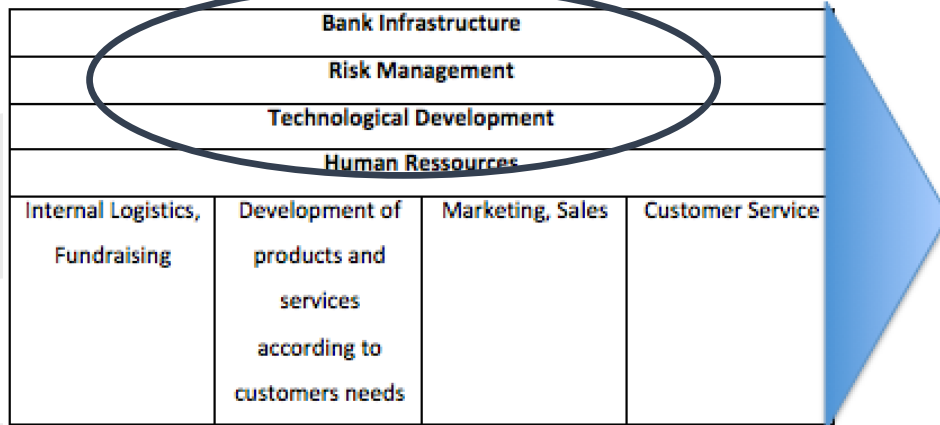 Bank Infrastructure
Risk Management
Technological Development
Human Ressources
Internal Logistics,
Fundraising
Development of
products and
services
according to
customers needs
Marketing, Sales
Customer Service